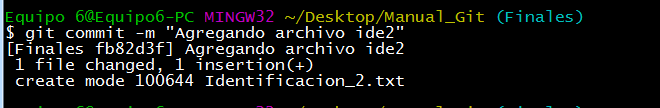 Equipo 6@Equipo6-PC MINGW32 ~/Desktop/Manual_Git (Finales)
$ git commit -m "Agregando archivo ide2"
[Finales fb82d3f] Agregando archivo ide2
 1 file changed, 1 insertion(+)
 create mode 100644 Identificacion_2.txt